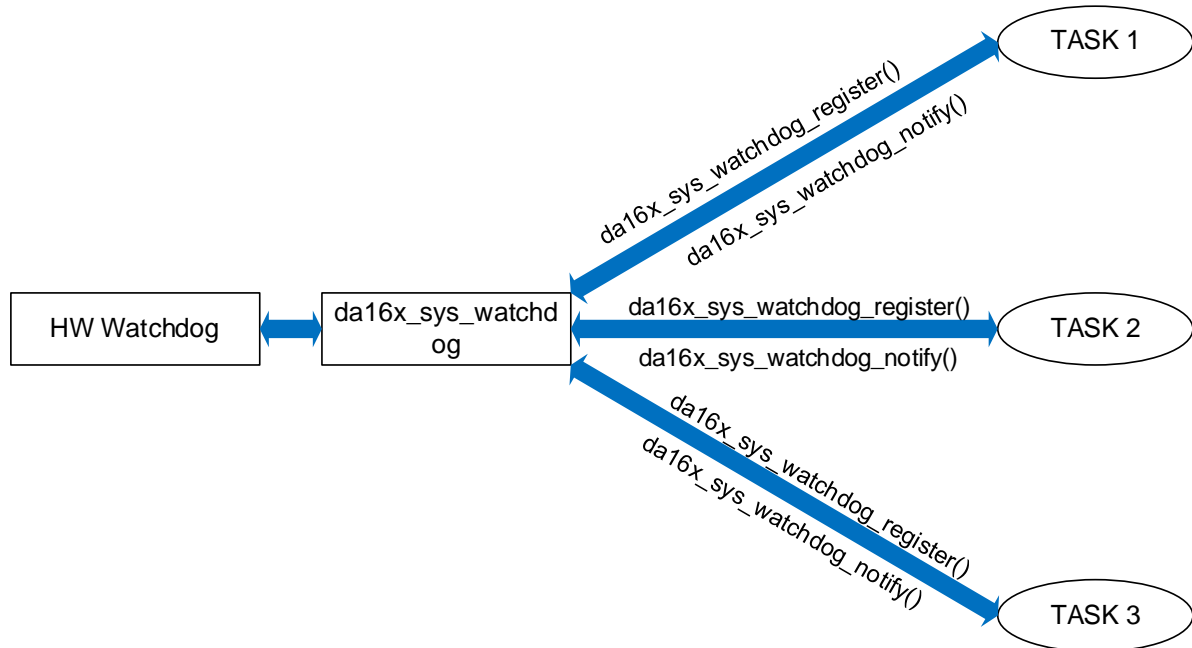 TASK 1
da16x_sys_watchdog_register()
da16x_sys_watchdog_notify()
HW Watchdog
da16x_sys_watchd
og
da16x_sys_watchdog_register()
da16x_sys_watchdog_notify()
TASK 2
da16x_sys_watchdog_register()
da16x_sys_watchdog_notify()
TASK 3